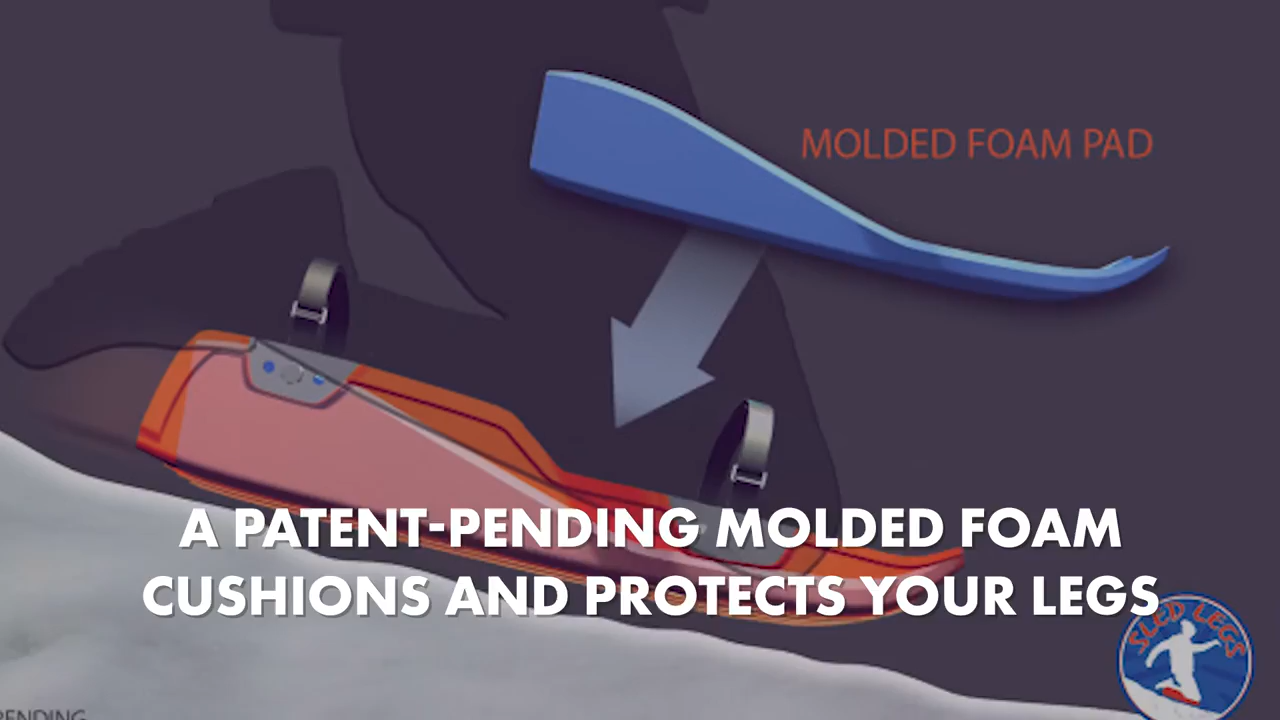 MOLDED FOAM PAD
A PATENT-PENDING MOLDED FOAM
CUSHIONS AND PROTECTS YOUR LEGS
SLED LEGS